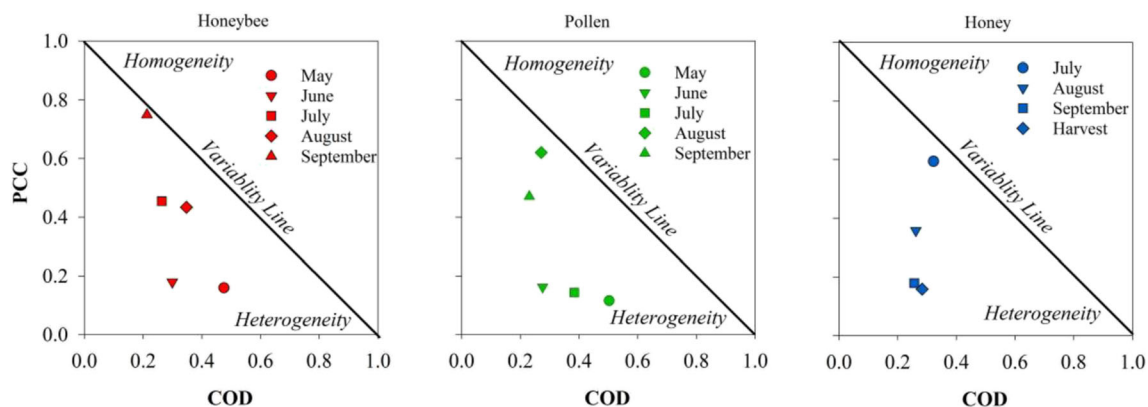 Honeybee
1.0
0.8
0.6
0.4
0.2
0.0
PCC
Homogeneity
May
June
July
August
September
Variablity Line
Heterogeneity
0.0 0.2 0.4 0.6 0.8 1.0
COD
Pollen
Homogeneity
May
June
July
August
September
Variablity Line
Heterogeneity
0.0 0.2 0.4 0.6 0.8 1.0
COD
Honey
Homogeneity
July
August
September
Harvest
Variablity Line
Heterogeneity
0.0 0.2 0.4 0.6 0.8 1.0
COD